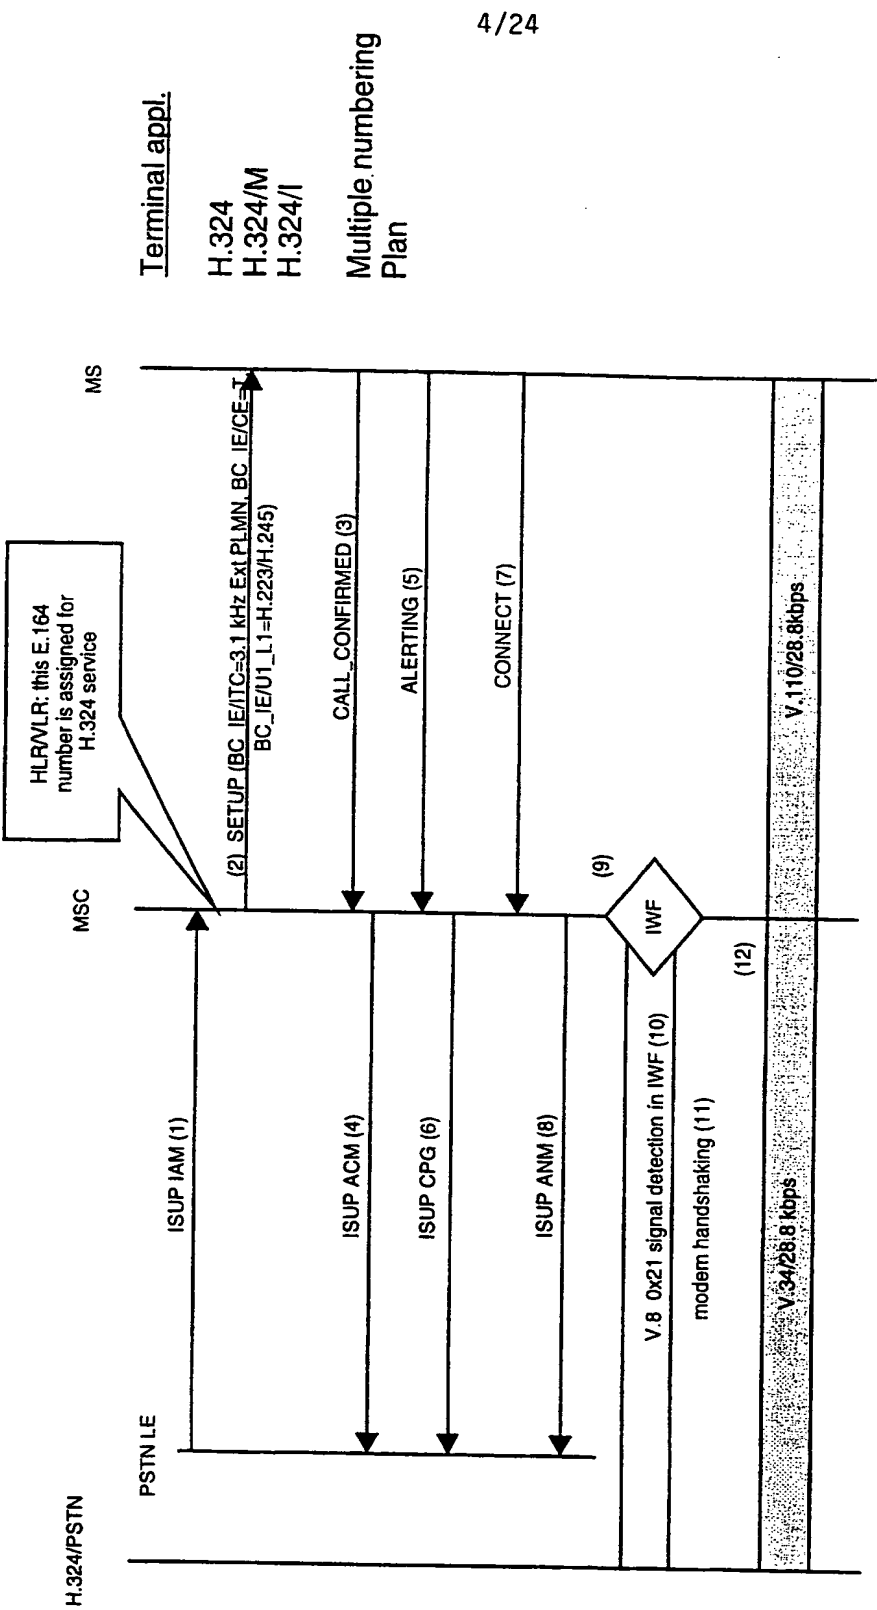 4/24
Terminal appl.
H.324
H.324/M
H.324/I
Multiple numbering
Plan
H.324/PSTN
PSTN LE
MSC
MS
HLR/VLR: this E.164
number is assigned for
H.324 service
ISUP IAM (1)
(2) SETUP (BC_IE/ITC=3.1 kHz Ext PLMN, BC_IE/CE=T
BC_IE/U1_L1=H.223/H.245)
CALL_CONFIRMED (3)
ISUP ACM (4)
ALERTING (5)
ISUP CPG (6)
CONNECT (7)
ISUP ANM (8)
(9)
IWF
V.8 0x21 signal detection in IWF (10)
modem handshaking (11)
(12)
V.34/28.8 kbps
V.110/28.8kbps